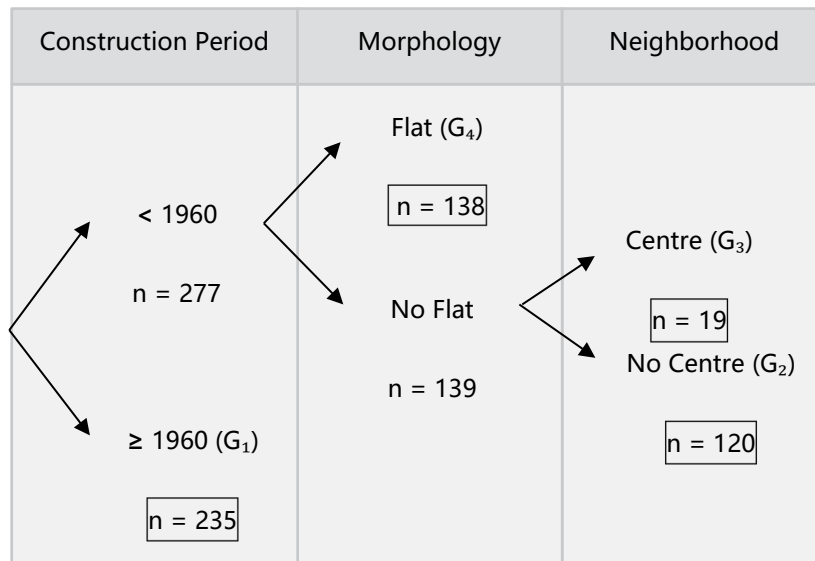 Construction Period
Morphology
Neighborhood
Flat (G₄)
n = 138
< 1960
n = 277
Centre (G₃)
n = 19
No Flat
n = 139
No Centre (G₂)
n = 120
≥ 1960 (G₁)
n = 235